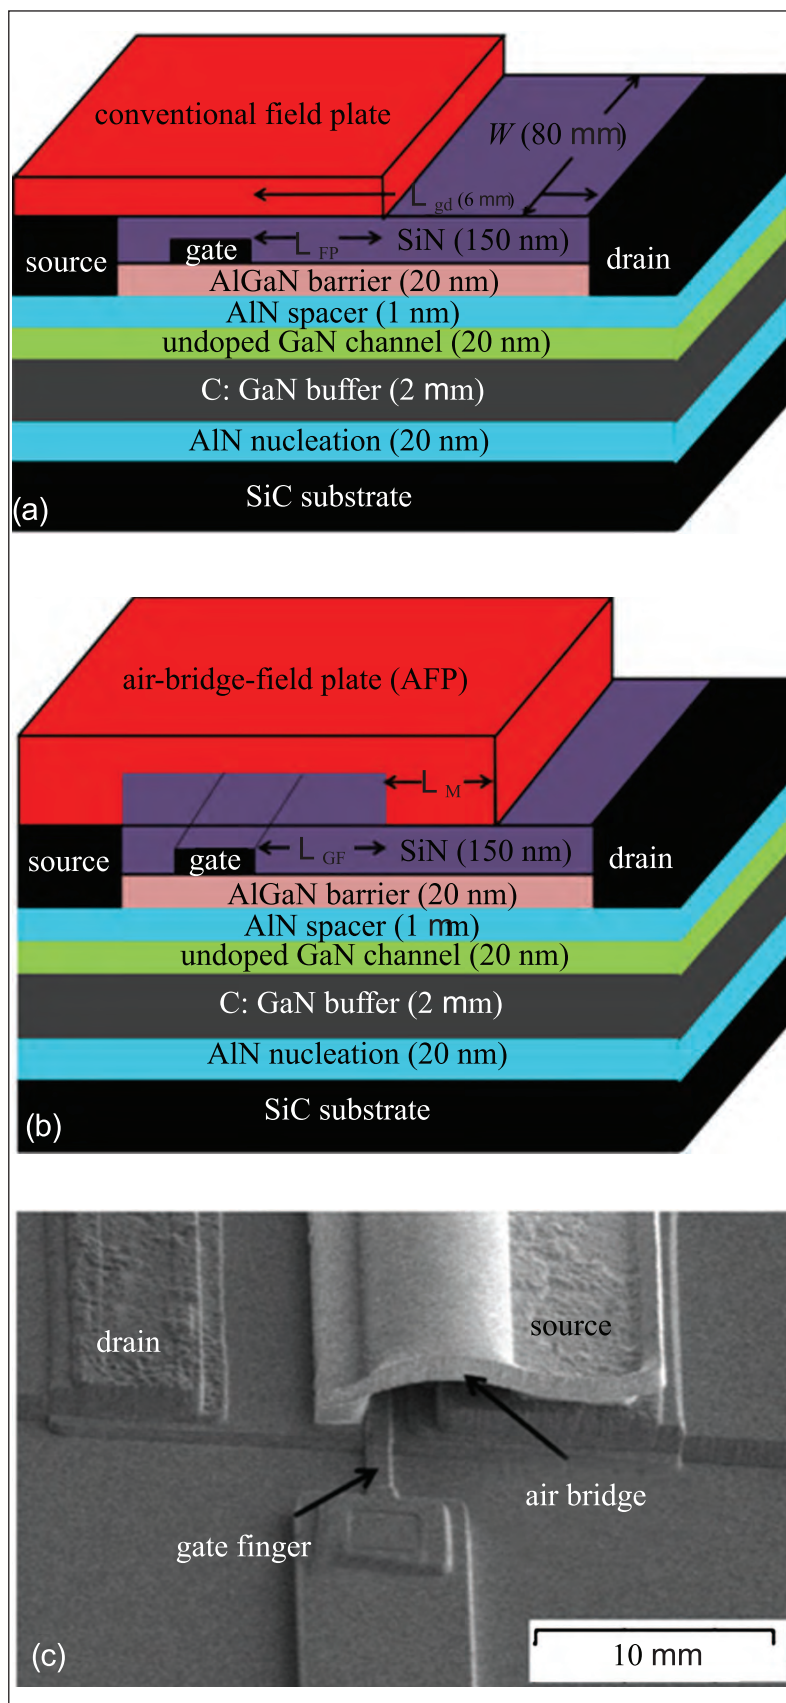 conventional field plate
W (80 mm)
L gd (6 mm)
gate
L FP
SiN (150 nm)
source
drain
AlGaN barrier (20 nm)
AlN spacer (1 nm)
undoped GaN channel (20 nm)
C: GaN buffer (2 mm)
AlN nucleation (20 nm)
SiC substrate
(a)
air-bridge-field plate (AFP)
L M
gate
L GF
SiN (150 nm)
source
drain
AlGaN barrier (20 nm)
AlN spacer (1 mm)
undoped GaN channel (20 nm)
C: GaN buffer (2 mm)
AlN nucleation (20 nm)
SiC substrate
(b)
drain
source
air bridge
gate finger
(c)
10 mm